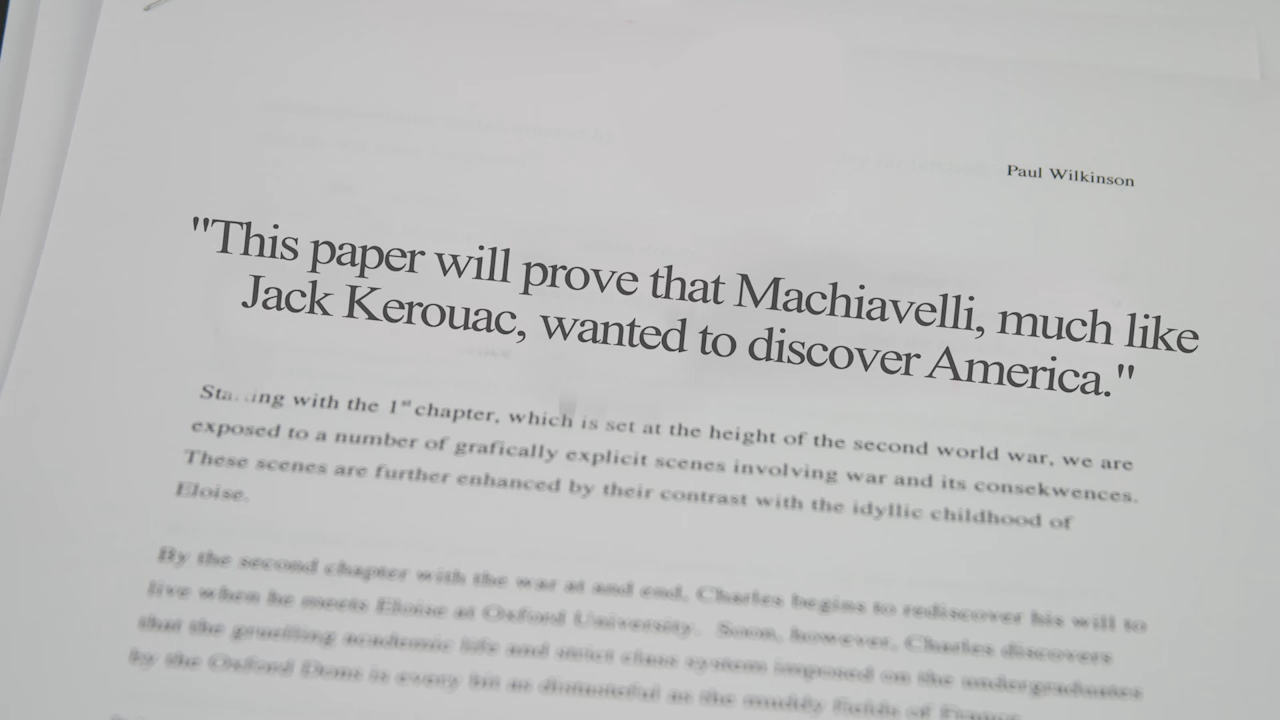 Paul Wilkinson
"This paper will prove that Machiavelli, much like
Jack Kerouac, wanted to discover America."
with the 1st chapter, which is set at the height of the second world war, we are
exposed to a number of grafically explicit scenes involving war and its consekwences.
These scenes are further enhanced by their contrast with the idyllic childhood of
Eloise.
By the second chapter with the war at and end, Charles begins to rediscover his will to
live when he meets Eloise at Oxford University. Soon, however, Charles discovers
that the gruelling academic life and strict class system imposed on the undergraduates
by the Oxford Dons is every bit as distasteful as the muddy fields of France